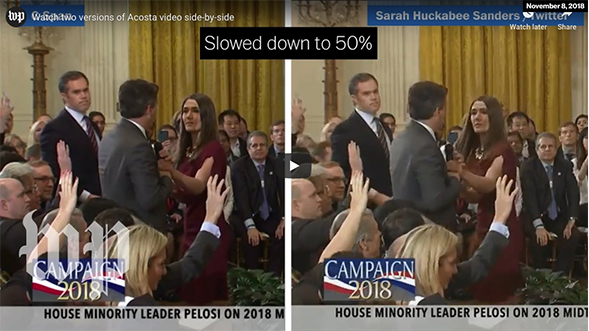 Watch two versions of Acosta video side-by-side
Sarah Huckabee Sanders /Twitter
November 8, 2018
Watch later
Share
Slowed down to 50%
wp
CAMPAIGN
2018
HOUSE MINORITY LEADER PELOSI ON 2018 M
CAMPAIGN
2018
HOUSE MINORITY LEADER PELOSI ON 2018 MIDT